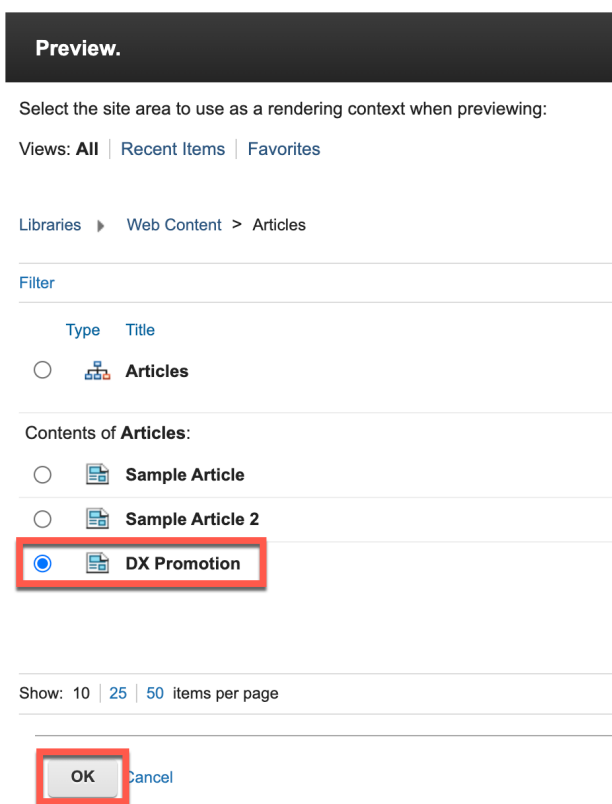 Preview.
Select the site area to use as a rendering context when previewing:
Views: All | Recent Items | Favorites
Libraries ▶ Web Content > Articles
Filter
Type Title
Articles
Contents of Articles:
Sample Article
Sample Article 2
DX Promotion
Show: 10 | 25 | 50 items per page
OK Cancel